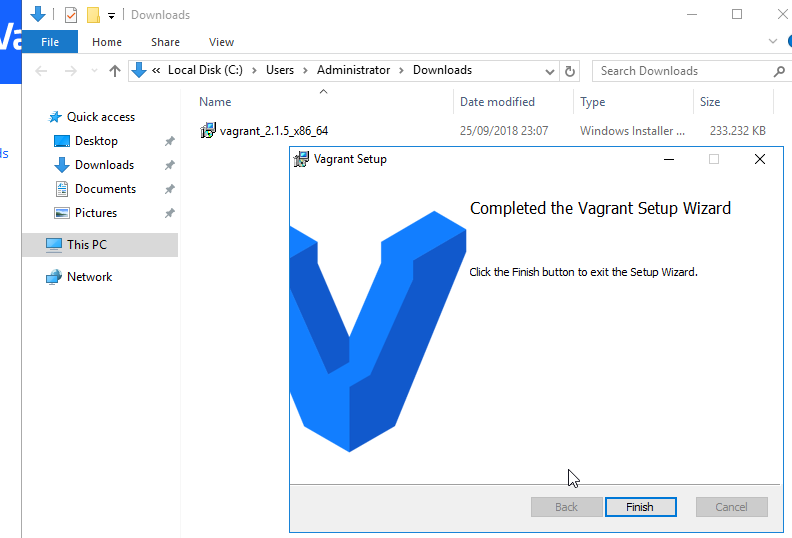 Downloads
File Home Share View
« Local Disk (C:) > Users > Administrator > Downloads
Search Downloads
Name Date modified Type Size
Quick access
Desktop
Downloads
Documents
Pictures
This PC
Network
vagrant_2.1.5_x86_64 25/09/2018 23:07 Windows Installer ... 233.232 KB
Vagrant Setup
Completed the Vagrant Setup Wizard
Click the Finish button to exit the Setup Wizard.
Back Finish Cancel